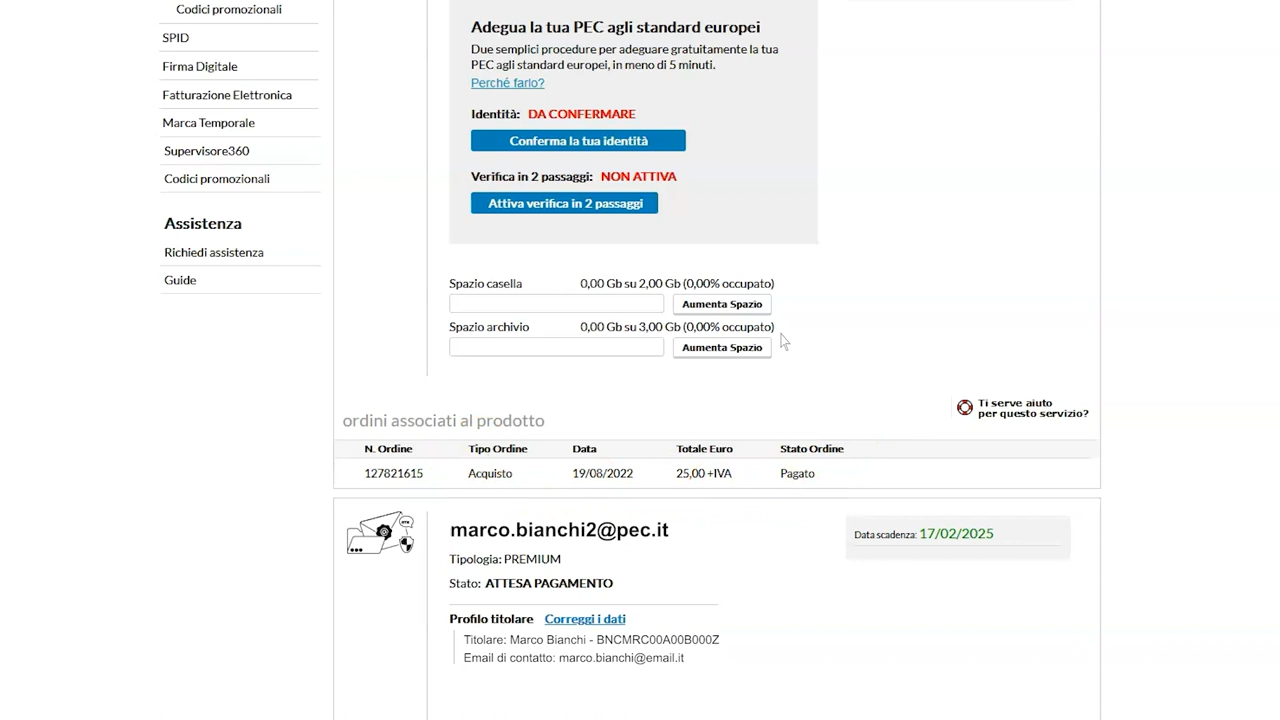 Codici promozionali
SPID
Firma Digitale
Fatturazione Elettronica
Marca Temporale
Supervisore360
Codici promozionali
Assistenza
Richiedi assistenza
Guide
Adegua la tua PEC agli standard europei
Due semplici procedure per adeguare gratuitamente la tua
PEC agli standard europei, in meno di 5 minuti.
Perché farlo?
Identità: DA CONFERMARE
Conferma la tua identità
Verifica in 2 passaggi: NON ATTIVA
Attiva verifica in 2 passaggi
Spazio casella 0,00 Gb su 2,00 Gb (0,00% occupato)
Aumenta Spazio
Spazio archivio 0,00 Gb su 3,00 Gb (0,00% occupato)
Aumenta Spazio
Ti serve aiuto
per questo servizio?
ordini associati al prodotto
N. Ordine Tipo Ordine Data Totale Euro Stato Ordine
127821615 Acquisto 19/08/2022 25,00 +IVA Pagato
marco.bianchi2@pec.it
Data scadenza: 17/02/2025
Tipologia: PREMIUM
Stato: ATTESA PAGAMENTO
Profilo titolare Correggi i dati
Titolare: Marco Bianchi - BNCMRC00A00B000Z
Email di contatto: marco.bianchi@email.it